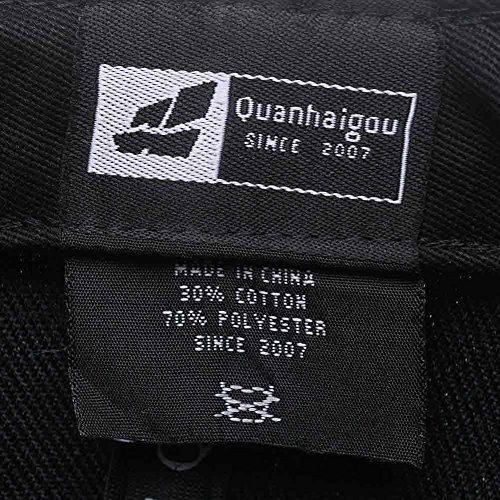 Quanhaigou
SINCE 2007
MADE IN CHINA
30% COTTON
70% POLYESTER
SINCE 2007